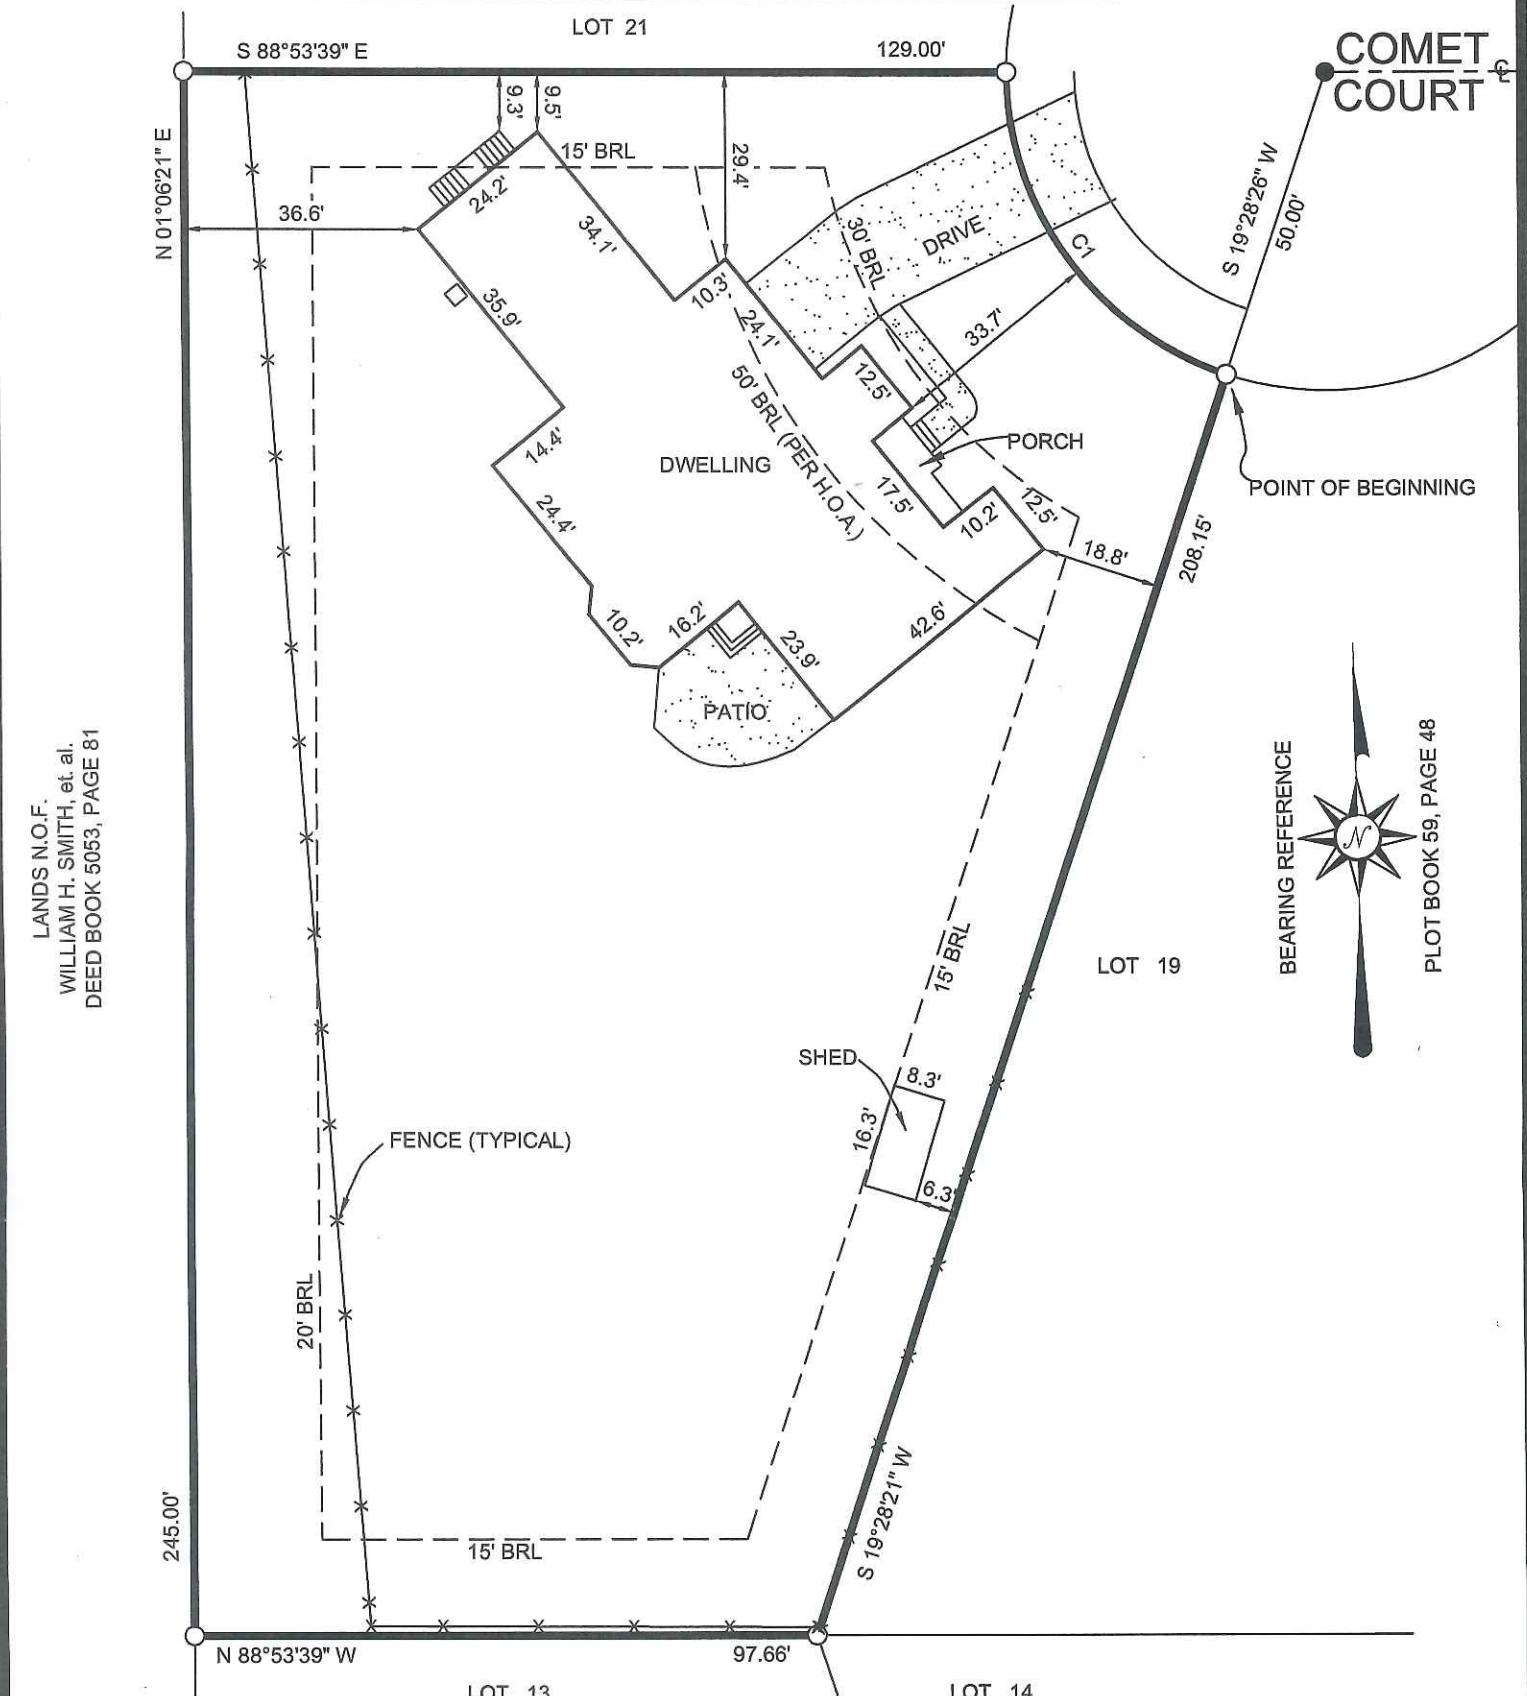 LOT 21
S 88°53'39" E
129.00'
COMET
COURT
℄
N 01°06'21" E
9.3'
9.5'
15' BRL
29.4'
24.2'
36.6'
34.1'
30' BRL
DRIVE
C1
S 19°28'26" W
50.00'
10.3'
35.9'
24.1'
33.7'
12.5'
50' BRL (PER H.O.A.)
14.4'
DWELLING
PORCH
POINT OF BEGINNING
17.5'
12.5'
10.2'
24.4'
18.8'
208.15'
10.2'
16.2'
23.9'
42.6'
PATIO
LANDS N.O.F.
WILLIAM H. SMITH, et. al.
DEED BOOK 5053, PAGE 81
BEARING REFERENCE
N
PLOT BOOK 59, PAGE 48
15' BRL
LOT 19
SHED
8.3'
16.3'
6.3'
FENCE (TYPICAL)
20' BRL
245.00'
15' BRL
S 19°28'21" W
N 88°53'39" W
97.66'
LOT 13
LOT 14